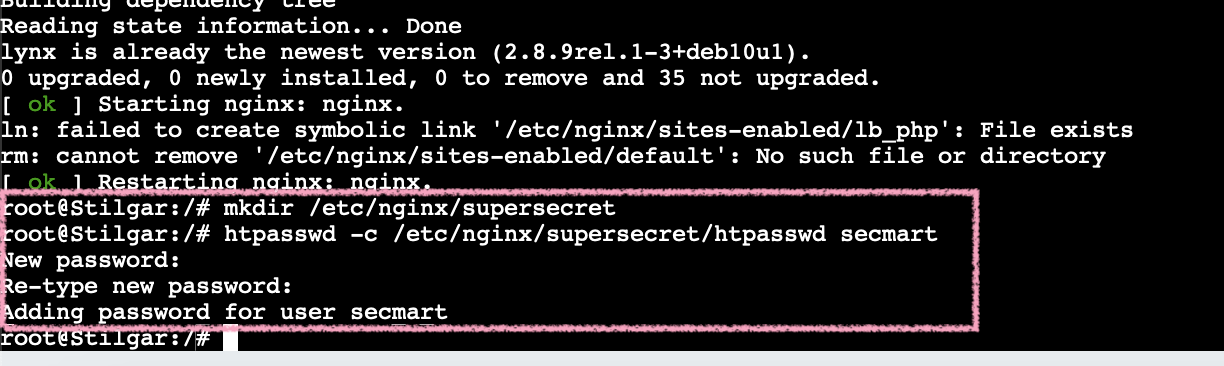 Building dependency tree
Reading state information... Done
lynx is already the newest version (2.8.9rel.1-3+deb10u1).
0 upgraded, 0 newly installed, 0 to remove and 35 not upgraded.
[ ok ] Starting nginx: nginx.
ln: failed to create symbolic link '/etc/nginx/sites-enabled/lb_php': File exists
rm: cannot remove '/etc/nginx/sites-enabled/default': No such file or directory
[ ok ] Restarting nginx: nginx.
root@Stilgar:/# mkdir /etc/nginx/supersecret
root@Stilgar:/# htpasswd -c /etc/nginx/supersecret/htpasswd secmart
New password:
Re-type new password:
Adding password for user secmart
root@Stilgar:/#